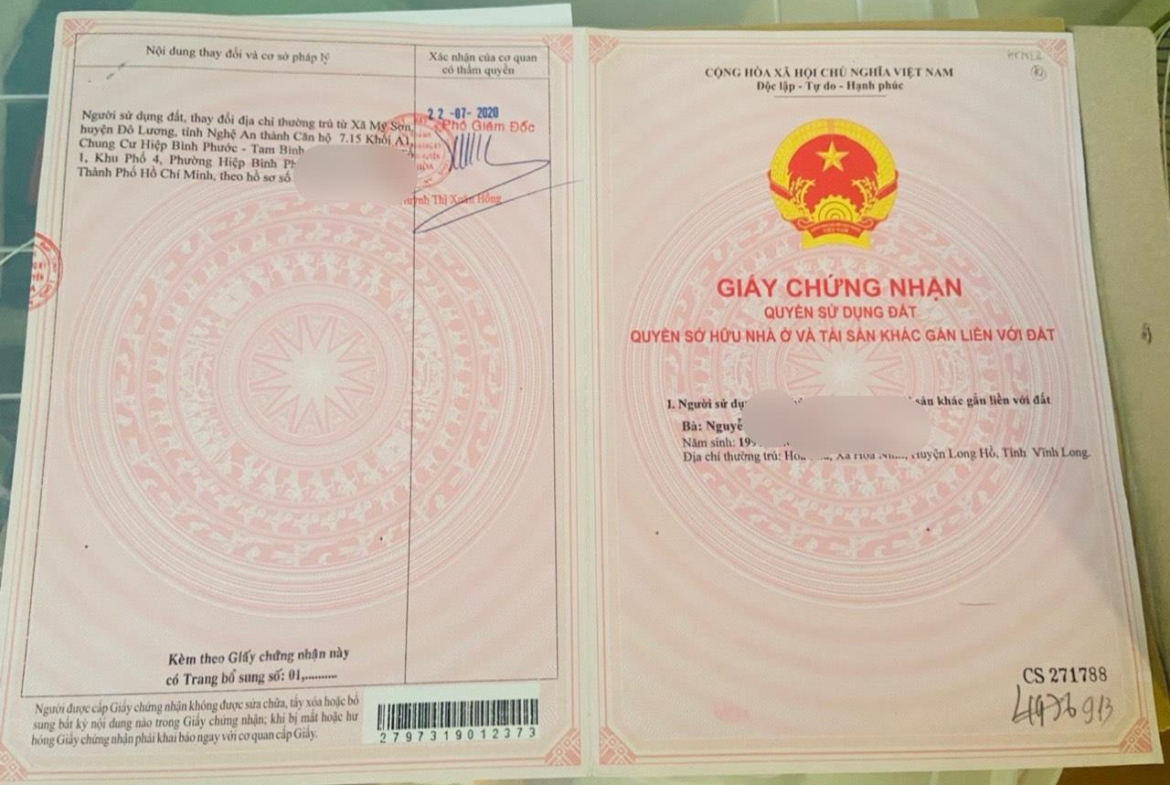 Nội dung thay đổi và cơ sở pháp lý
Xác nhận của cơ quan
có thẩm quyền
Người sử dụng đất, thay đổi địa chỉ thường trú từ Xã Mỹ Sơn,
huyện Đô Lương, tỉnh Nghệ An thành Căn hộ 7.15 Khối A1
Chung Cư Hiệp Bình Phước - Tam Bình
1, Khu Phố 4, Phường Hiệp Bình
Thành Phố Hồ Chí Minh, theo hồ sơ số
22-07-2020
Phó Giám Đốc
Thị Xuân Hồng
Kèm theo Giấy chứng nhận này
có Trang bổ sung số: 01,..........
Người được cấp Giấy chứng nhận không được sửa chữa, tẩy xóa hoặc bổ
sung bất kỳ nội dung nào trong Giấy chứng nhận; khi bị mất hoặc hư
hỏng Giấy chứng nhận phải khai báo ngay với cơ quan cấp Giấy.
2797319012373
CỘNG HÒA XÃ HỘI CHỦ NGHĨA VIỆT NAM
Độc lập - Tự do - Hạnh phúc
VIỆT NAM
GIẤY CHỨNG NHẬN
QUYỀN SỬ DỤNG ĐẤT
QUYỀN SỞ HỮU NHÀ Ở VÀ TÀI SẢN KHÁC GẮN LIỀN VỚI ĐẤT
I. Người sử sản khác gắn liền với đất
Bà:
Năm sinh:
Địa chỉ thường trú: Huyện Long Hồ, Tỉnh Vĩnh Long.
CS 271788